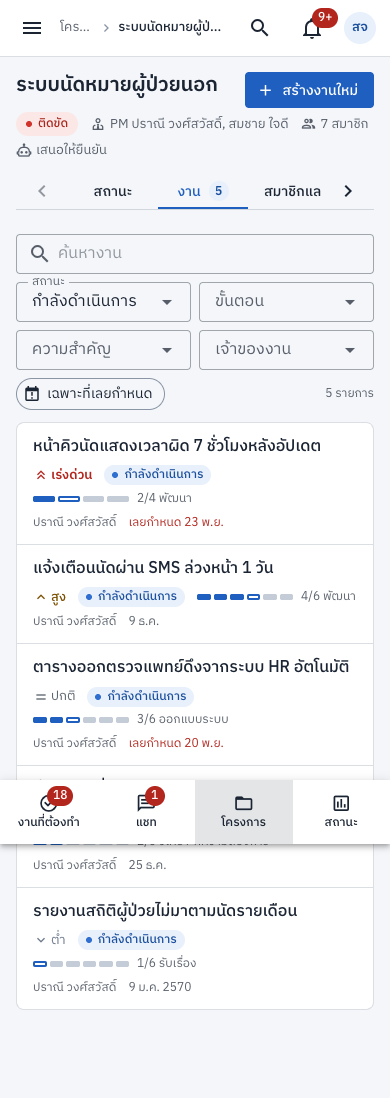 โคร... > ระบบนัดหมายผู้ป่... 9+ สจ
ระบบนัดหมายผู้ป่วยนอก
+ สร้างงานใหม่
ติดขัด PM ปราณี วงศ์สวัสดิ์, สมชาย ใจดี 7 สมาชิก
เสนอให้ยืนยัน
สถานะ งาน 5 สมาชิกแล
ค้นหางาน
สถานะ
กำลังดำเนินการ ขั้นตอน
ความสำคัญ เจ้าของงาน
เฉพาะที่เลยกำหนด 5 รายการ
หน้าคิวนัดแสดงเวลาผิด 7 ชั่วโมงหลังอัปเดต
เร่งด่วน กำลังดำเนินการ
2/4 พัฒนา
ปราณี วงศ์สวัสดิ์ เลยกำหนด 23 พ.ย.
แจ้งเตือนนัดผ่าน SMS ล่วงหน้า 1 วัน
สูง กำลังดำเนินการ 4/6 พัฒนา
ปราณี วงศ์สวัสดิ์ 9 ธ.ค.
ตารางออกตรวจแพทย์ดึงจากระบบ HR อัตโนมัติ
ปกติ กำลังดำเนินการ
3/6 ออกแบบระบบ
ปราณี วงศ์สวัสดิ์ เลยกำหนด 20 พ.ย.
18 1
งานที่ต้องทำ แชท โครงการ สถานะ
ปราณี วงศ์สวัสดิ์ 25 ธ.ค.
รายงานสถิติผู้ป่วยไม่มาตามนัดรายเดือน
ต่ำ กำลังดำเนินการ
1/6 รับเรื่อง
ปราณี วงศ์สวัสดิ์ 9 ม.ค. 2570